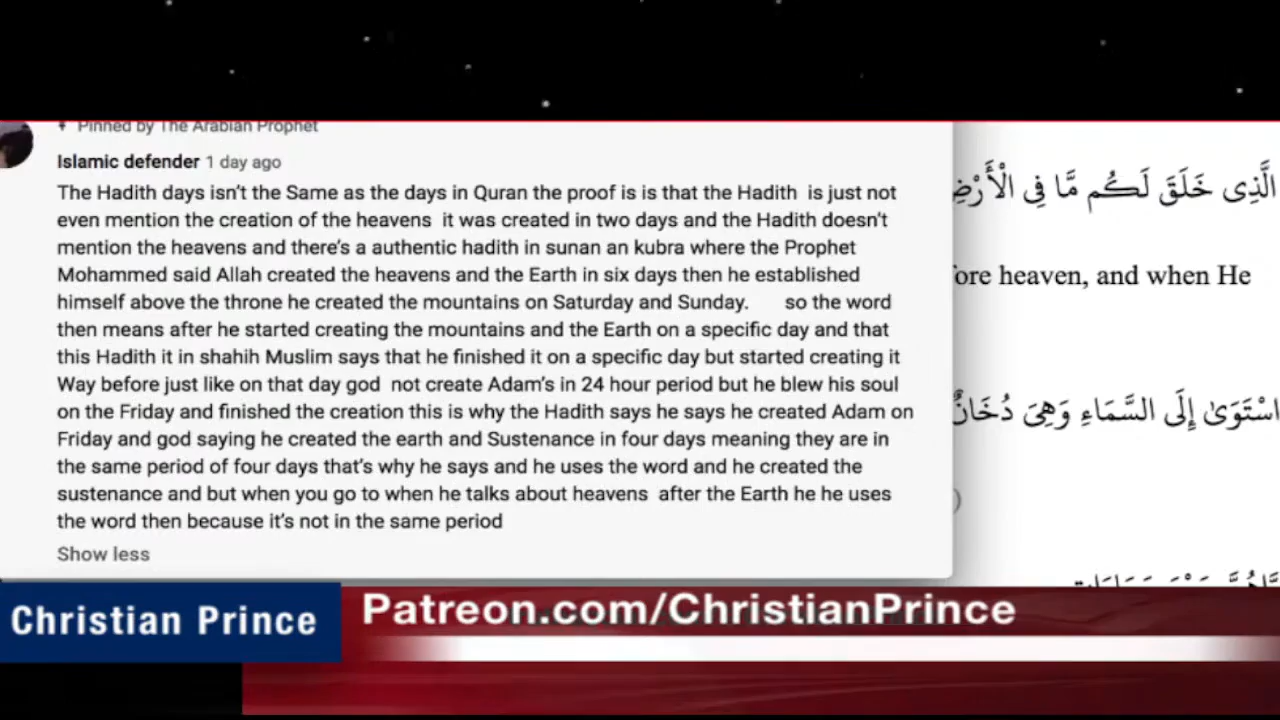 Pinned by The Arabian Prophet
Islamic defender 1 day ago
The Hadith days isn't the Same as the days in Quran the proof is is that the Hadith is just not
even mention the creation of the heavens it was created in two days and the Hadith doesn't
mention the heavens and there's a authentic hadith in sunan an kubra where the Prophet
Mohammed said Allah created the heavens and the Earth in six days then he established
himself above the throne he created the mountains on Saturday and Sunday. so the word
then means after he started creating the mountains and the Earth on a specific day and that
this Hadith it in shahih Muslim says that he finished it on a specific day but started creating it
Way before just like on that day god not create Adam's in 24 hour period but he blew his soul
on the Friday and finished the creation this is why the Hadith says he says he created Adam on
Friday and god saying he created the earth and Sustenance in four days meaning they are in
the same period of four days that's why he says and he uses the word and he created the
sustenance and but when you go to when he talks about heavens after the Earth he he uses
the word then because it's not in the same period
Show less
الَّذِى خَلَقَ لَكُم مَّا فِى الْأَرْضِ
ore heaven, and when He
اسْتَوَىٰ إِلَى السَّمَاءِ وَهِىَ دُخَانٌ
)
Christian Prince
Patreon.com/ChristianPrince